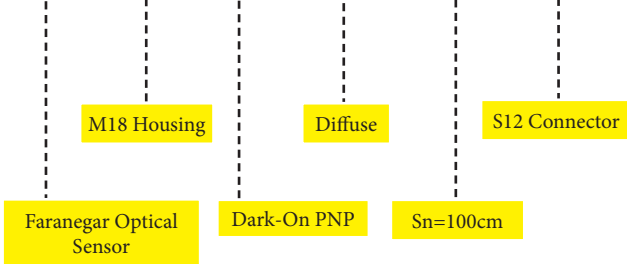 M18 Housing
Diffuse
S12 Connector
Faranegar Optical
Sensor
Dark-On PNP
Sn=100cm